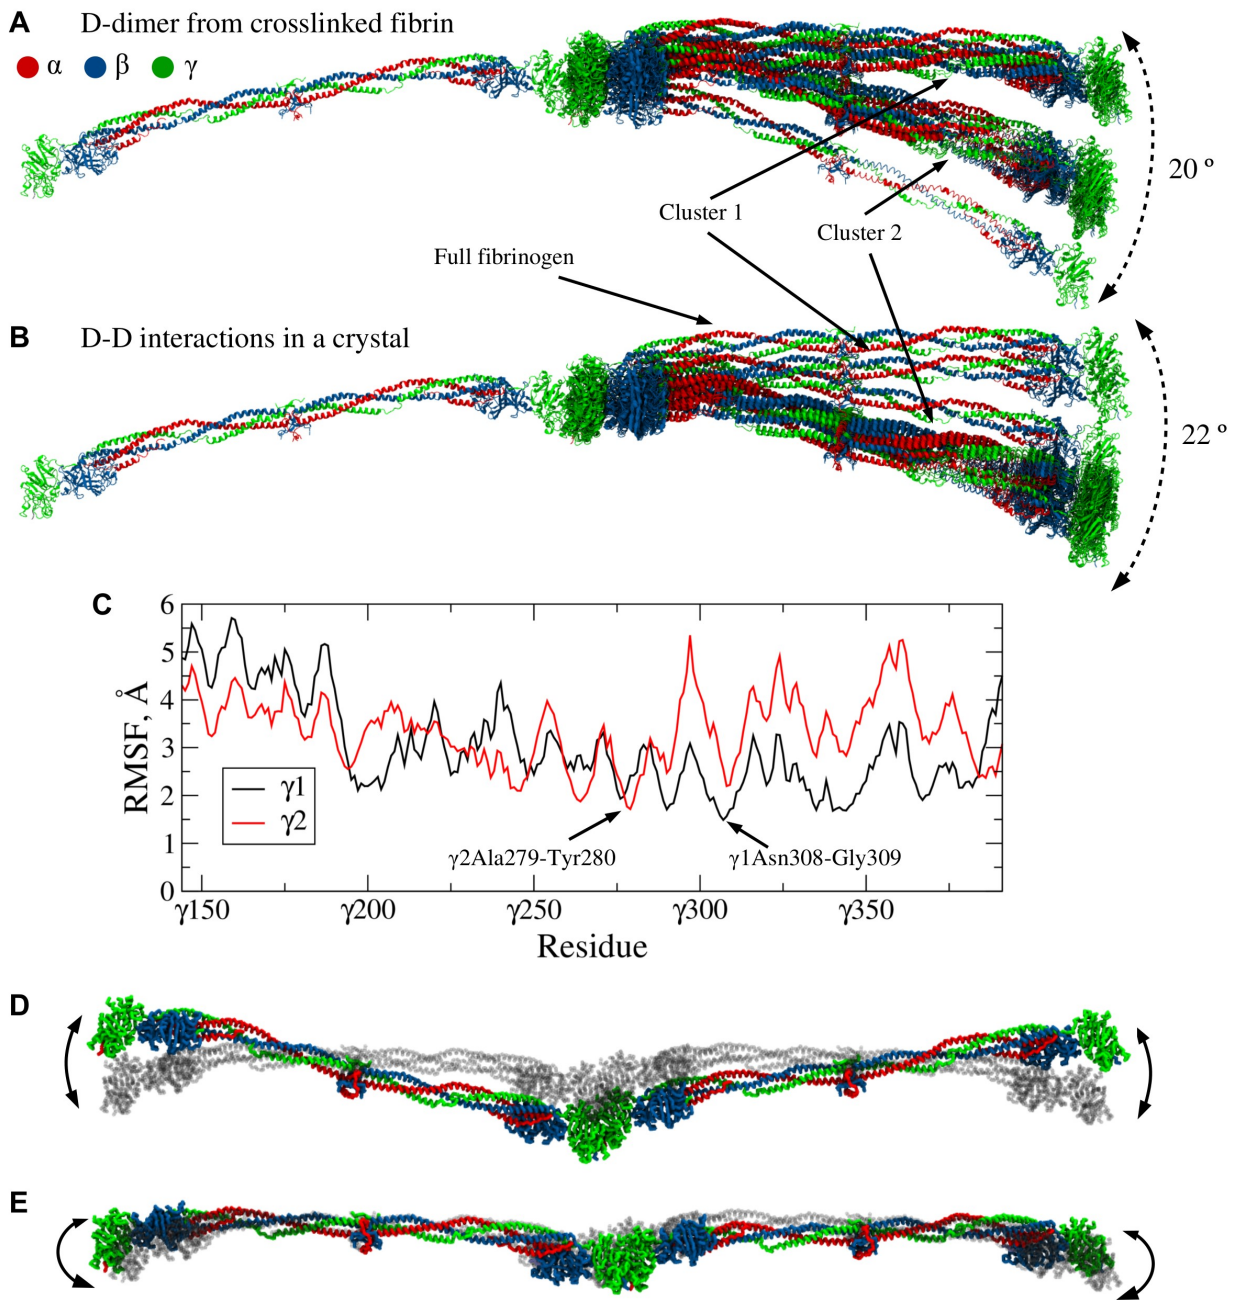 A D-dimer from crosslinked fibrin
α β γ
20 º
Cluster 1
Cluster 2
Full fibrinogen
B D-D interactions in a crystal
22 º
C
RMSF, Å
6
5
4
3
2
1
0
γ1
γ2
γ2Ala279-Tyr280
γ1Asn308-Gly309
γ150 γ200 γ250 γ300 γ350
Residue
D
E